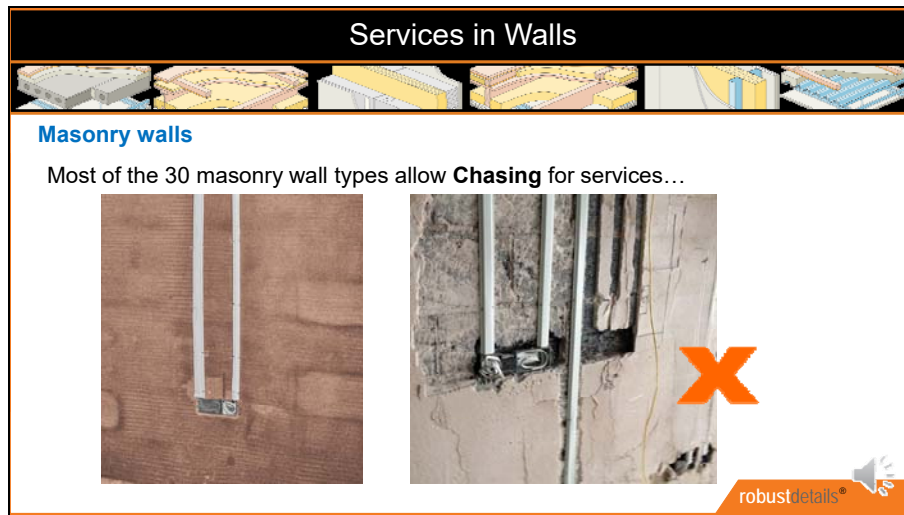 Services in Walls
Masonry walls
Most of the 30 masonry wall types allow Chasing for services…
robustdetails®